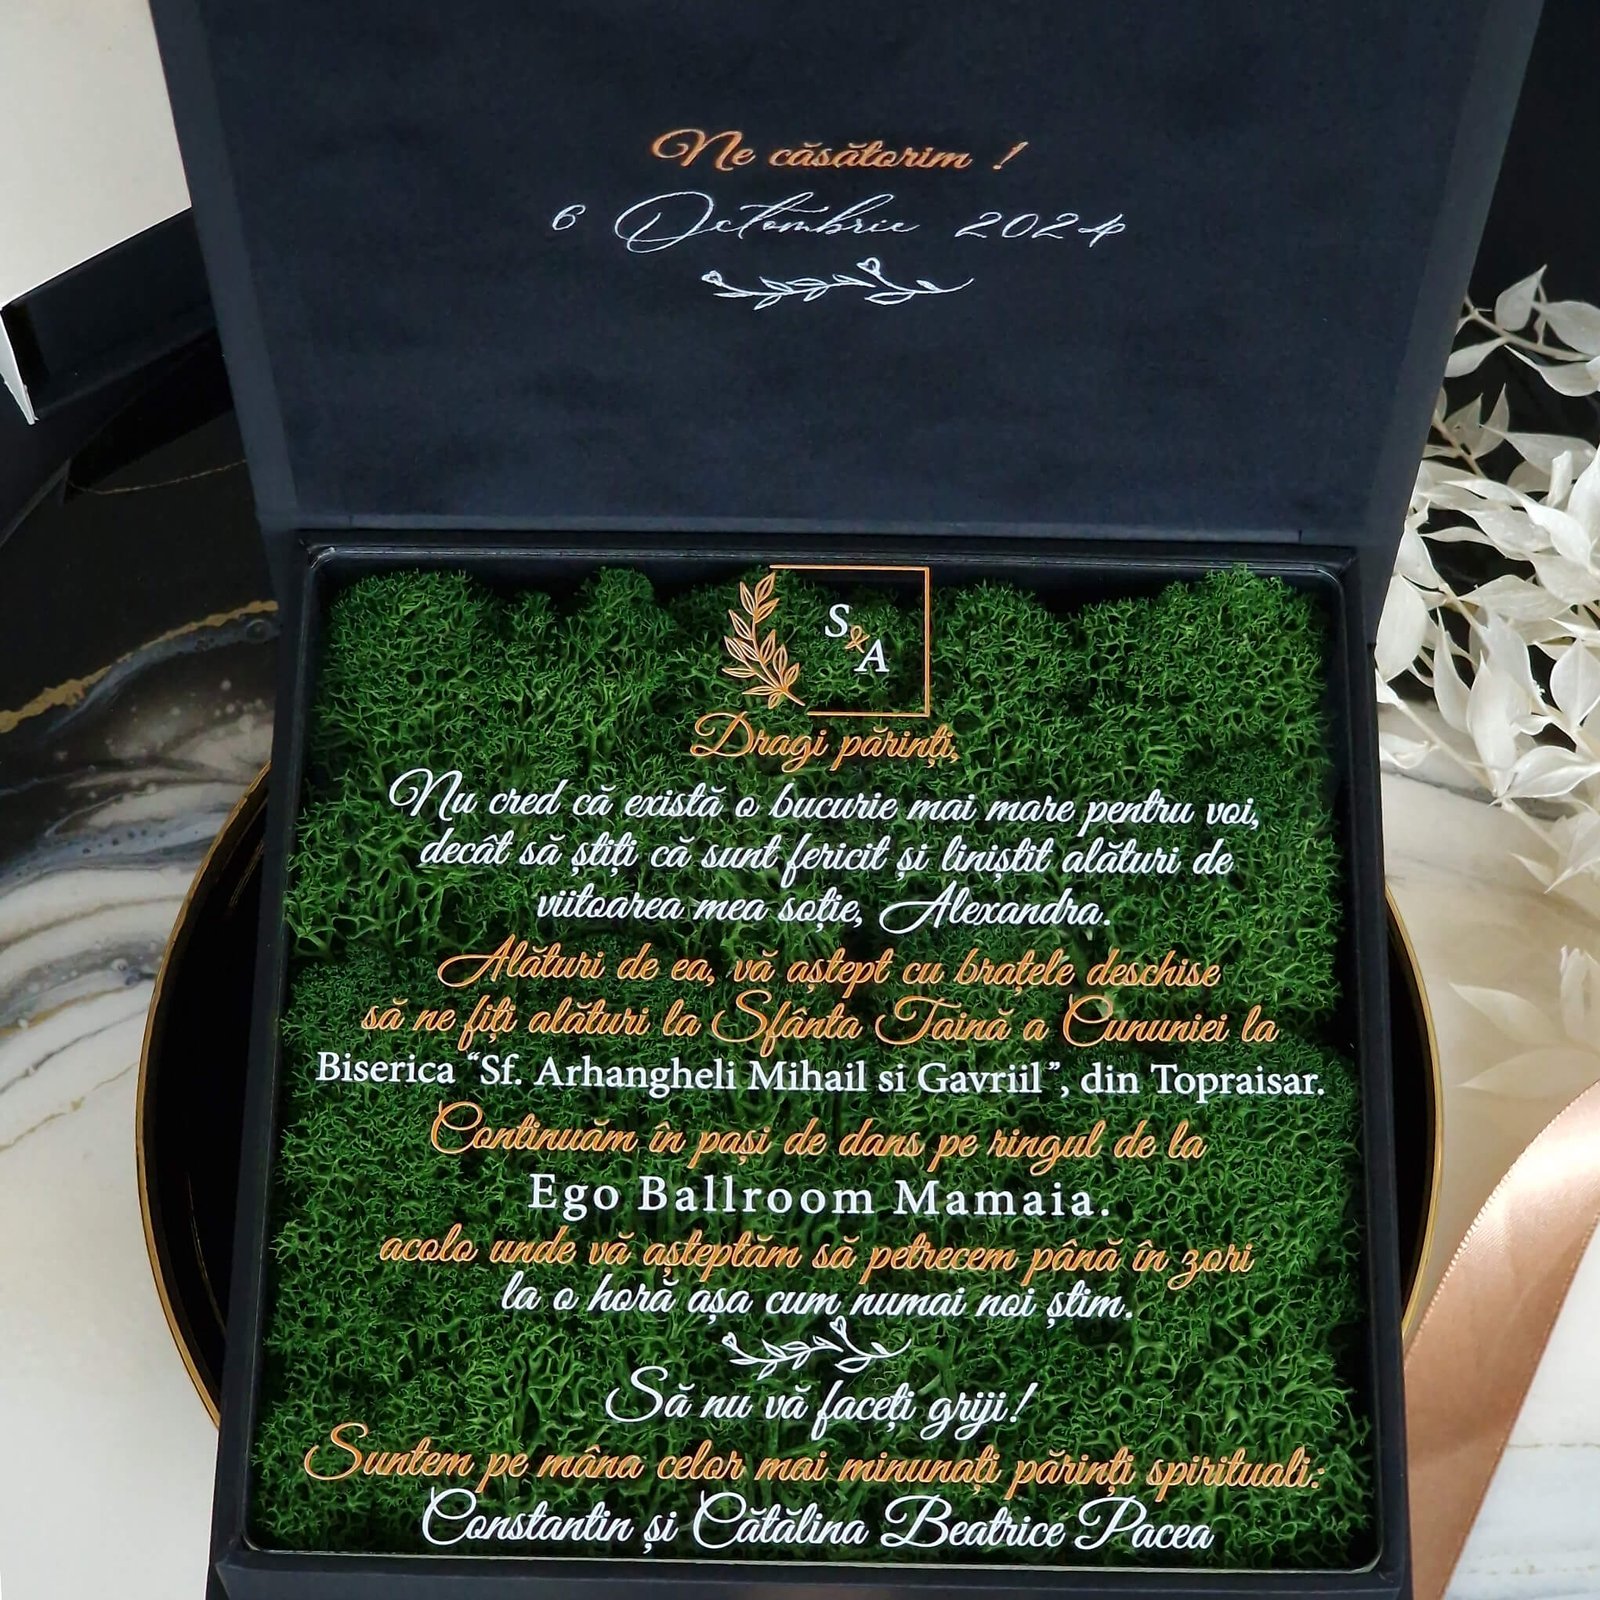 Ne căsătorim !
6 Octombrie 2024
S
&
A
Dragi părinți,
Nu cred că există o bucurie mai mare pentru voi,
decât să știți că sunt fericit și liniștit alături de
viitoarea mea soție, Alexandra.
Alături de ea, vă aștept cu brațele deschise
să ne fiți alături la Sfânta Taină a Cununiei la
Biserica “Sf. Arhangheli Mihail si Gavriil”, din Topraisar.
Continuăm în pași de dans pe ringul de la
Ego Ballroom Mamaia.
acolo unde vă așteptăm să petrecem până în zori
la o horă așa cum numai noi știm.
Să nu vă faceți griji!
Suntem pe mâna celor mai minunați părinți spirituali:
Constantin și Cătălina Beatrice Pacea